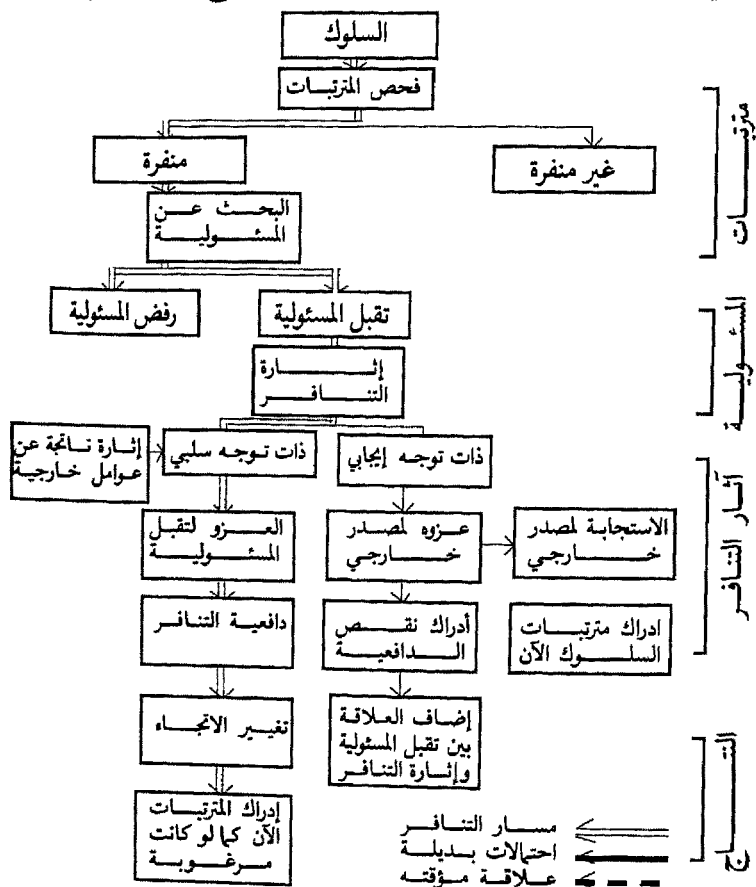 السلوك
فحص المترتبات
منفرة
غير منفرة
البحث عن
المسئولية
رفض المسئولية
تقبل المسئولية
إثارة
التنافر
إثارة ناتجة عن
عوامل خارجية
ذات توجه سلبي
ذات توجه إيجابي
العزو لتقبل
المسئولية
عزوه لمصدر
خارجي
الاستجابة لمصدر
خارجي
دافعية التنافر
أدراك نقص
الدافعية
ادراك مترتبات
السلوك الآن
تغيير الاتجاء
إضاف العلاقة
بين تقبل المسئولية
وإثارة التنافر
إدراك المترتبات
الآن كما لو كانت
مرغوبة
مسار التنافر
احتمالات بديلة
علاقة مؤقته
مترتبات
المسئولية
آثار التنافر
النتاج